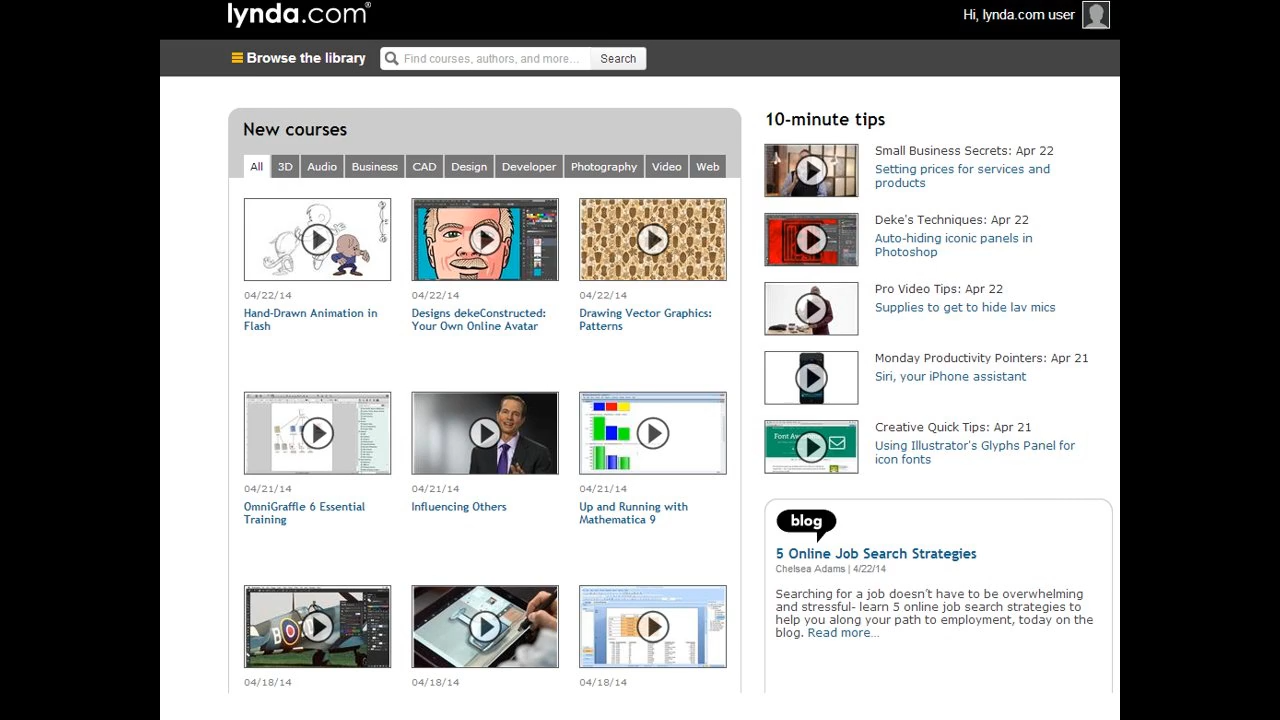 lynda.com®
Hi, lynda.com user
Browse the library
Find courses, authors, and more...
Search
New courses
All
3D
Audio
Business
CAD
Design
Developer
Photography
Video
Web
04/22/14
Hand-Drawn Animation in
Flash
04/22/14
Designs dekeConstructed:
Your Own Online Avatar
04/22/14
Drawing Vector Graphics:
Patterns
04/21/14
OmniGraffle 6 Essential
Training
04/21/14
Influencing Others
04/21/14
Up and Running with
Mathematica 9
04/18/14
04/18/14
04/18/14
10-minute tips
Small Business Secrets: Apr 22
Setting prices for services and
products
Deke's Techniques: Apr 22
Auto-hiding iconic panels in
Photoshop
Pro Video Tips: Apr 22
Supplies to get to hide lav mics
Monday Productivity Pointers: Apr 21
Siri, your iPhone assistant
Font
Creative Quick Tips: Apr 21
Using Illustrator's Glyphs Panel for
icon fonts
blog
5 Online Job Search Strategies
Chelsea Adams | 4/22/14
Searching for a job doesn't have to be overwhelming
and stressful- learn 5 online job search strategies to
help you along your path to employment, today on the
blog. Read more...